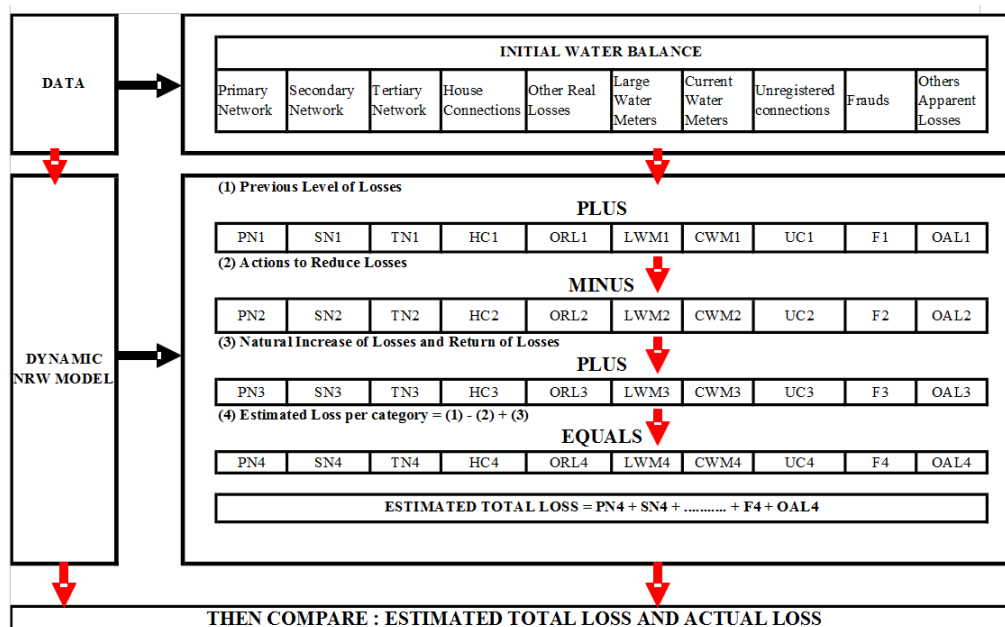 DATA
INITIAL WATER BALANCE
Primary Network
Secondary Network
Tertiary Network
House Connections
Other Real Losses
Large Water Meters
Current Water Meters
Unregistered connections
Frauds
Others Apparent Losses
DYNAMIC
NRW MODEL
(1) Previous Level of Losses
PLUS
PN1 SN1 TN1 HC1 ORL1 LWM1 CWM1 UC1 F1 OAL1
(2) Actions to Reduce Losses
MINUS
PN2 SN2 TN2 HC2 ORL2 LWM2 CWM2 UC2 F2 OAL2
(3) Natural Increase of Losses and Return of Losses
PLUS
PN3 SN3 TN3 HC3 ORL3 LWM3 CWM3 UC3 F3 OAL3
(4) Estimated Loss per category = (1) - (2) + (3)
EQUALS
PN4 SN4 TN4 HC4 ORL4 LWM4 CWM4 UC4 F4 OAL4
ESTIMATED TOTAL LOSS = PN4 + SN4 + ........... + F4 + OAL4
THEN COMPARE : ESTIMATED TOTAL LOSS AND ACTUAL LOSS